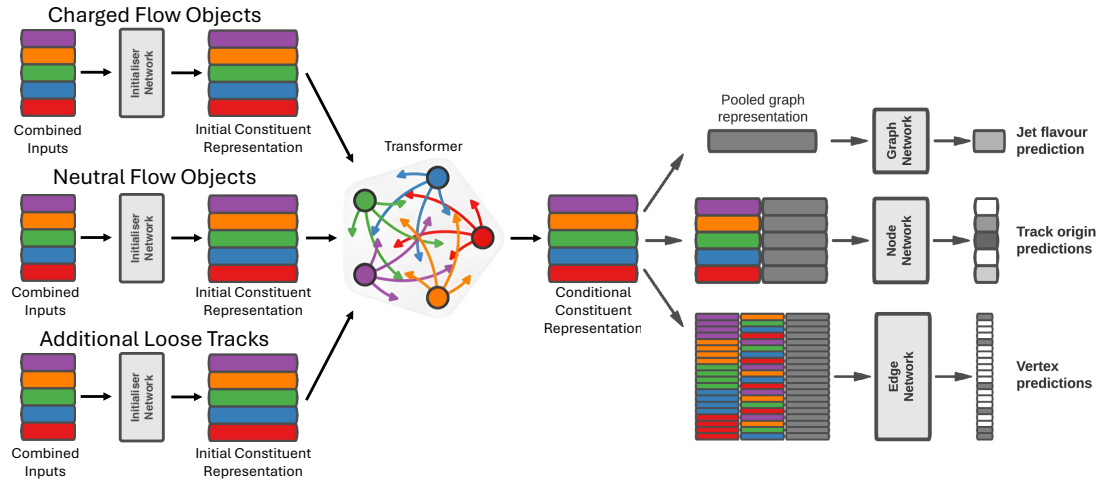 Charged Flow Objects
Initialiser
Network
Combined
Inputs
Initial Constituent
Representation
Neutral Flow Objects
Initialiser
Network
Combined
Inputs
Initial Constituent
Representation
Additional Loose Tracks
Initialiser
Network
Combined
Inputs
Initial Constituent
Representation
Transformer
Conditional
Constituent
Representation
Pooled graph
representation
Graph
Network
Jet flavour
prediction
Node
Network
Track origin
predictions
Edge
Network
Vertex
predictions